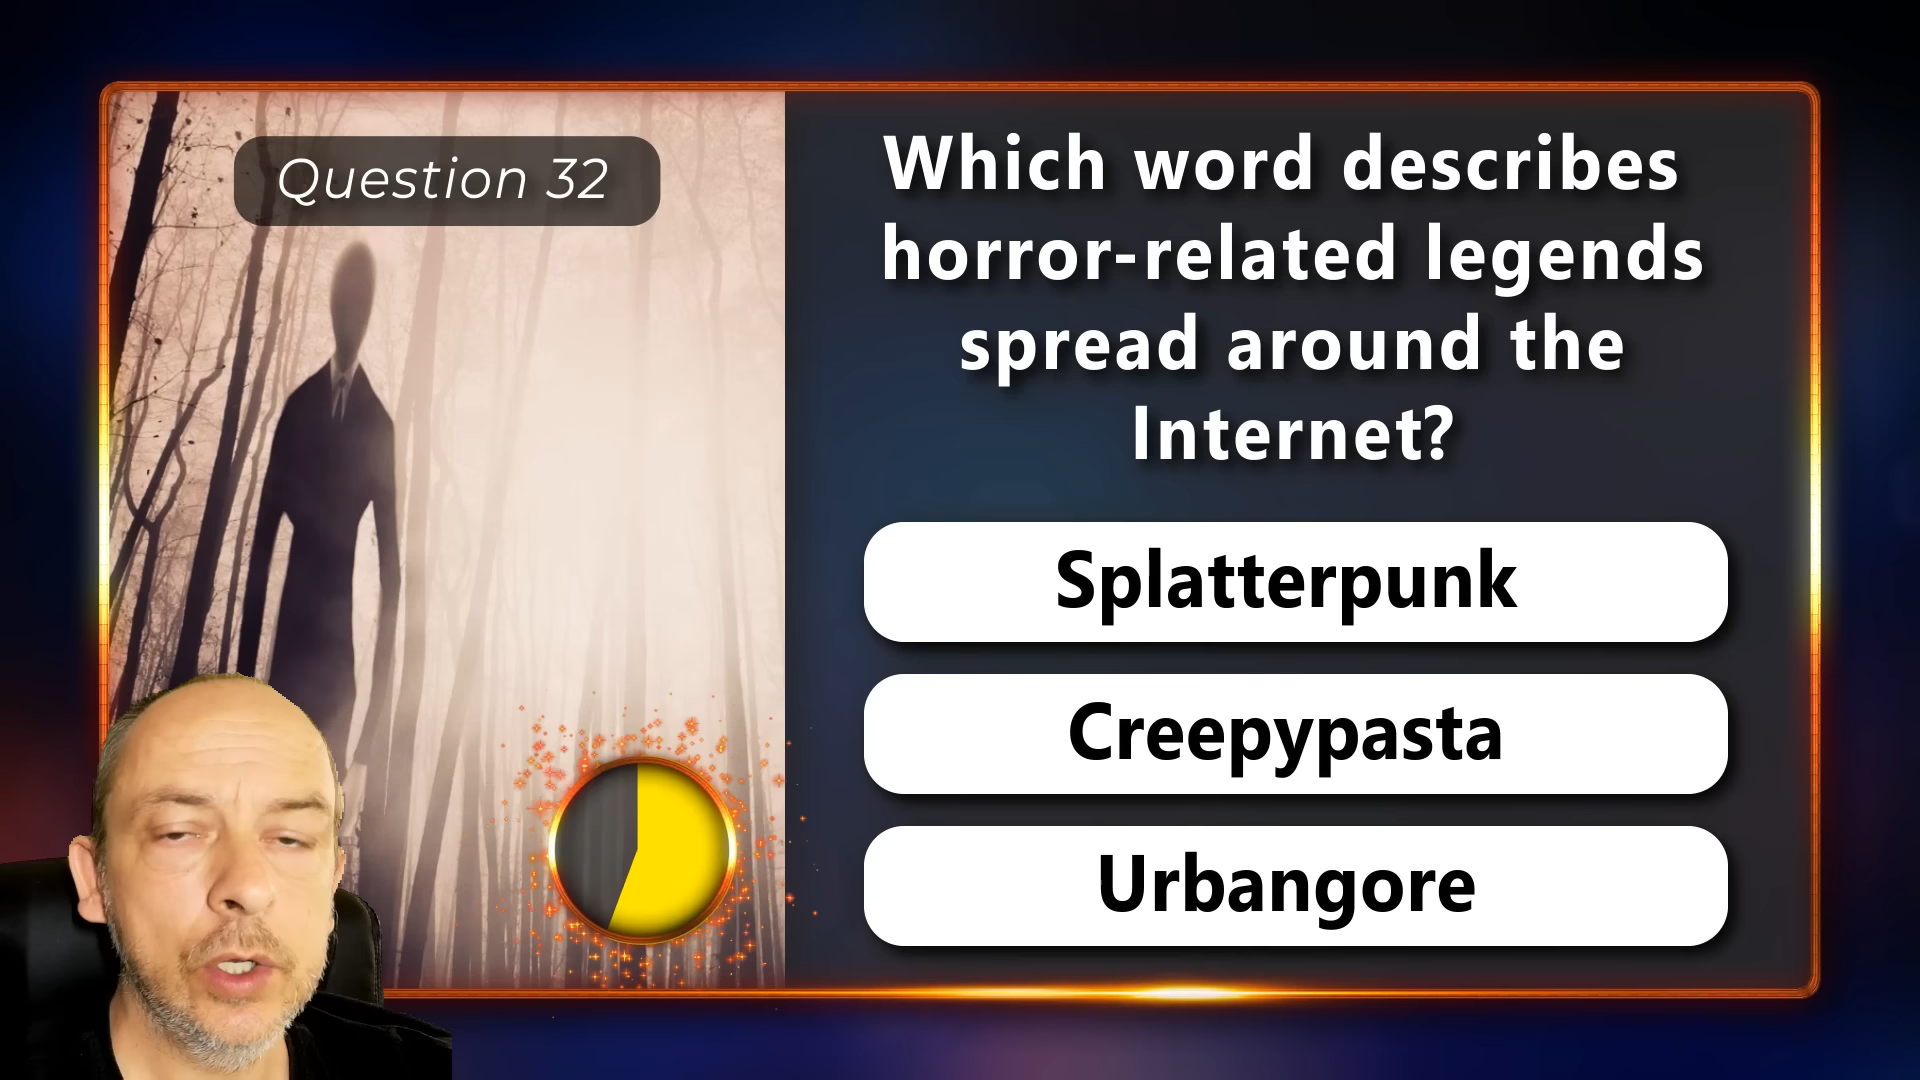 Question 32
Which word describes
horror-related legends
spread around the
Internet?
Splatterpunk
Creepypasta
Urbangore